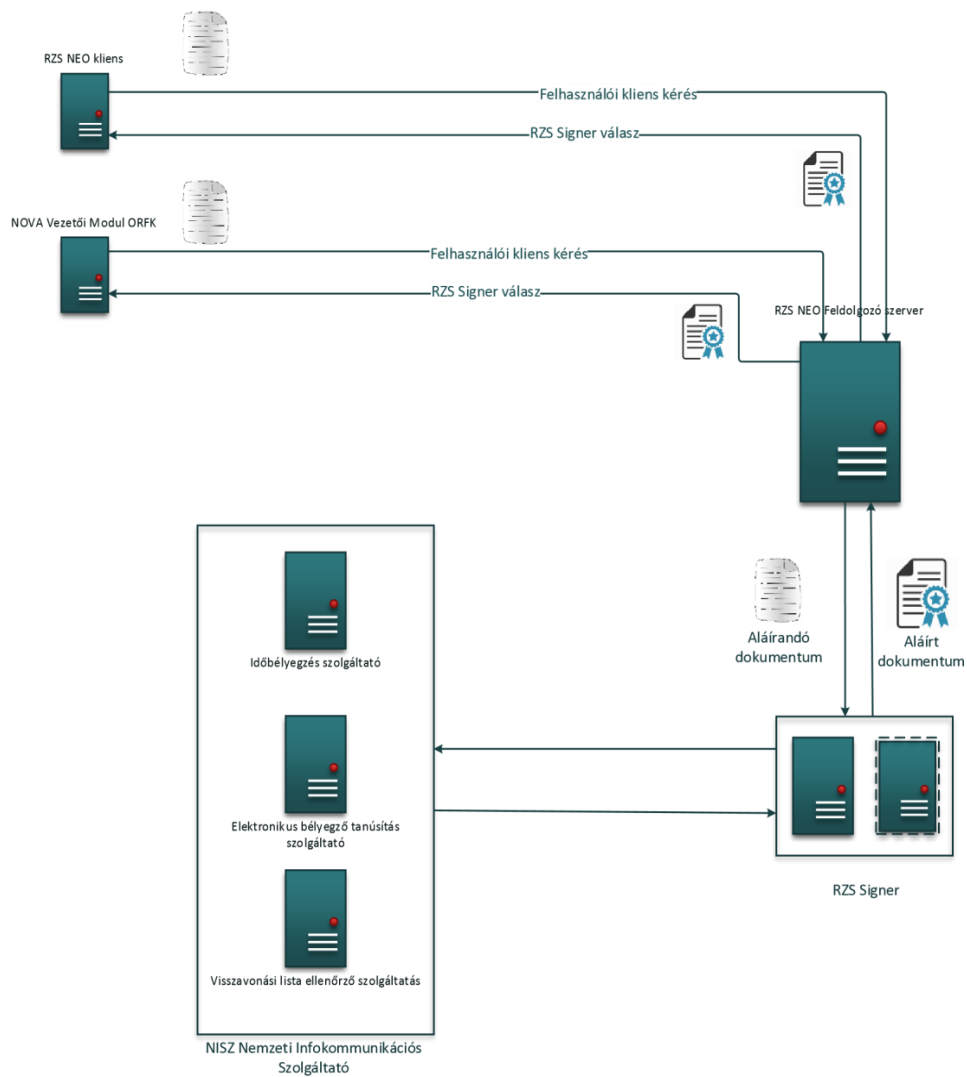 RZS NEO kliens
Felhasználói kliens kérés
RZS Signer válasz
NOVA Vezetői Modul ORFK
Felhasználói kliens kérés
RZS Signer válasz
RZS NEO Feldolgozó szerver
Aláírandó
dokumentum
Aláírt
dokumentum
Időbélyegzés szolgáltató
Elektronikus bélyegző tanúsítás
szolgáltató
Visszavonási lista ellenőrző szolgáltatás
RZS Signer
NISZ Nemzeti Infokommunikációs
Szolgáltató